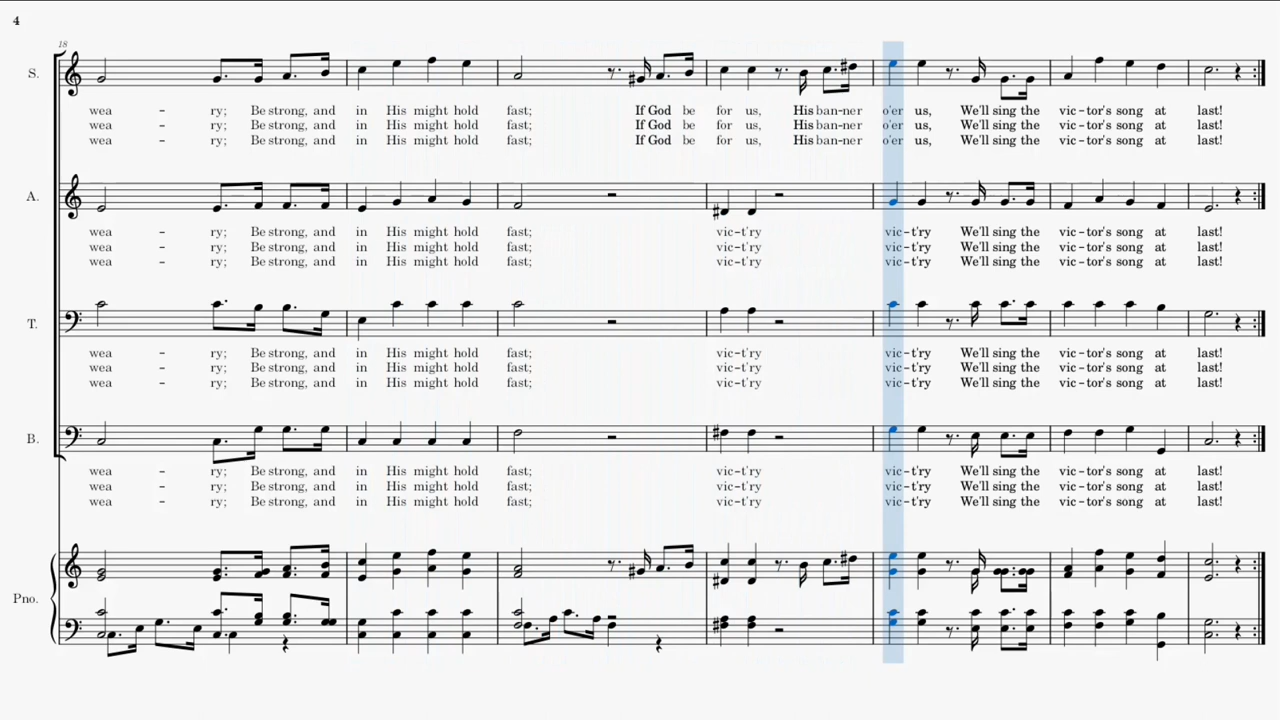 4
18
S.
wea - ry; Be strong, and in His might hold fast; If God be for us, His ban-ner o'er us, We'll sing the vic-tor's song at last!
wea - ry; Be strong, and in His might hold fast; If God be for us, His ban-ner o'er us, We'll sing the vic-tor's song at last!
wea - ry; Be strong, and in His might hold fast; If God be for us, His ban-ner o'er us, We'll sing the vic-tor's song at last!
A.
wea - ry; Be strong, and in His might hold fast; vic-t'ry vic-t'ry We'll sing the vic-tor's song at last!
wea - ry; Be strong, and in His might hold fast; vic-t'ry vic-t'ry We'll sing the vic-tor's song at last!
wea - ry; Be strong, and in His might hold fast; vic-t'ry vic-t'ry We'll sing the vic-tor's song at last!
T.
wea - ry; Be strong, and in His might hold fast; vic-t'ry vic-t'ry We'll sing the vic-tor's song at last!
wea - ry; Be strong, and in His might hold fast; vic-t'ry vic-t'ry We'll sing the vic-tor's song at last!
wea - ry; Be strong, and in His might hold fast; vic-t'ry vic-t'ry We'll sing the vic-tor's song at last!
B.
wea - ry; Be strong, and in His might hold fast; vic-t'ry vic-t'ry We'll sing the vic-tor's song at last!
wea - ry; Be strong, and in His might hold fast; vic-t'ry vic-t'ry We'll sing the vic-tor's song at last!
wea - ry; Be strong, and in His might hold fast; vic-t'ry vic-t'ry We'll sing the vic-tor's song at last!
Pno.